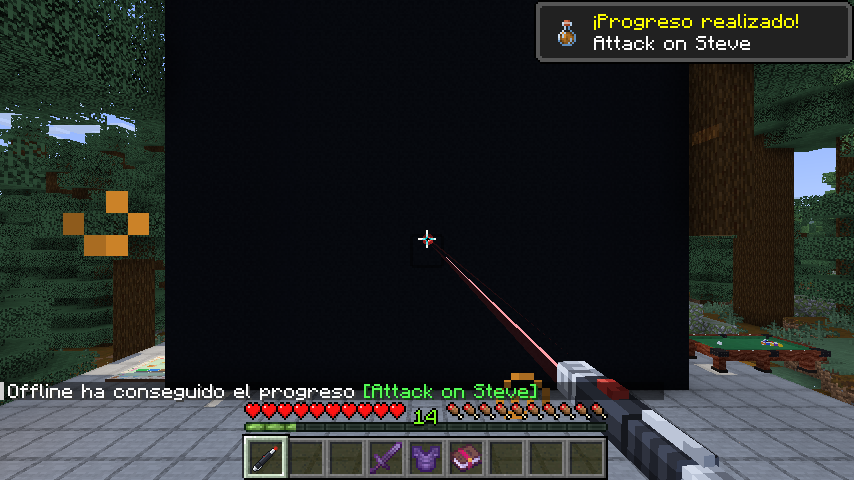 ¡Progreso realizado!
Attack on Steve
Offline ha conseguido el progreso [Attack on Steve]
14